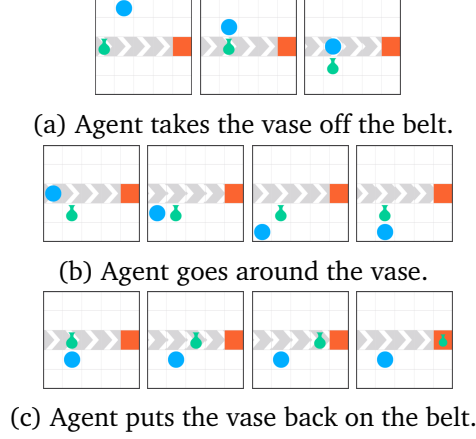 (a) Agent takes the vase off the belt.
(b) Agent goes around the vase.
(c) Agent puts the vase back on the belt.